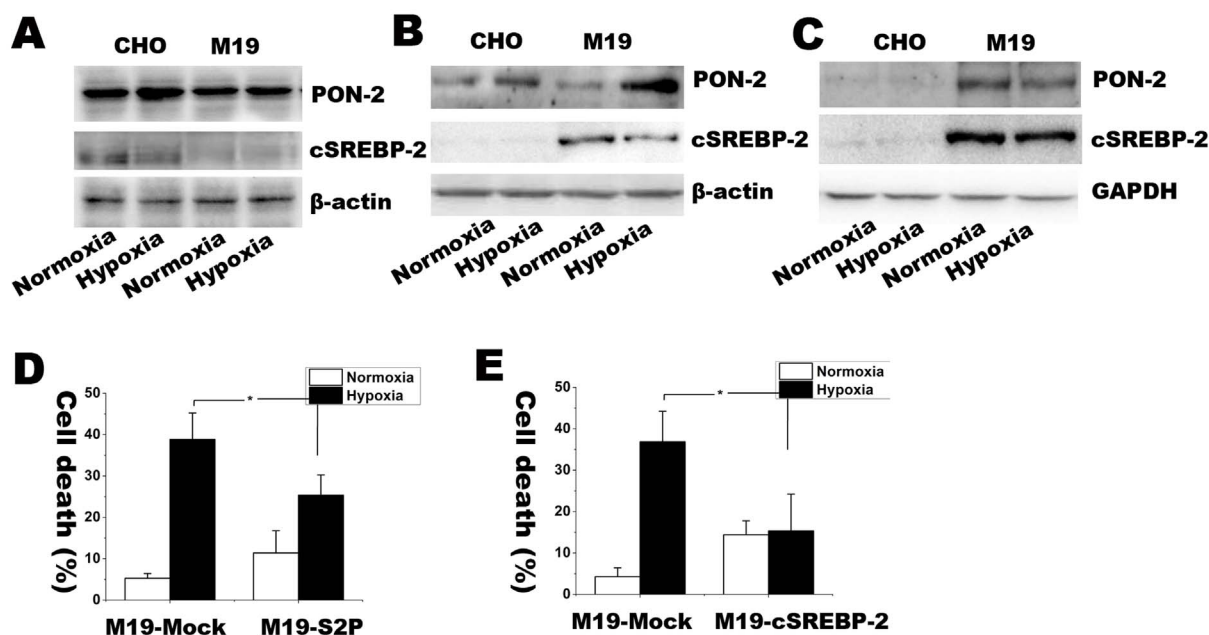 A
CHO M19
PON-2
cSREBP-2
β-actin
Normoxia
Hypoxia
Normoxia
Hypoxia
B
CHO M19
PON-2
cSREBP-2
β-actin
Normoxia
Hypoxia
Normoxia
Hypoxia
C
CHO M19
PON-2
cSREBP-2
GAPDH
Normoxia
Hypoxia
Normoxia
Hypoxia
D
Normoxia
Hypoxia
*
Cell death (%)
50
40
30
20
10
0
M19-Mock M19-S2P
E
Normoxia
Hypoxia
*
Cell death (%)
50
40
30
20
10
0
M19-Mock M19-cSREBP-2